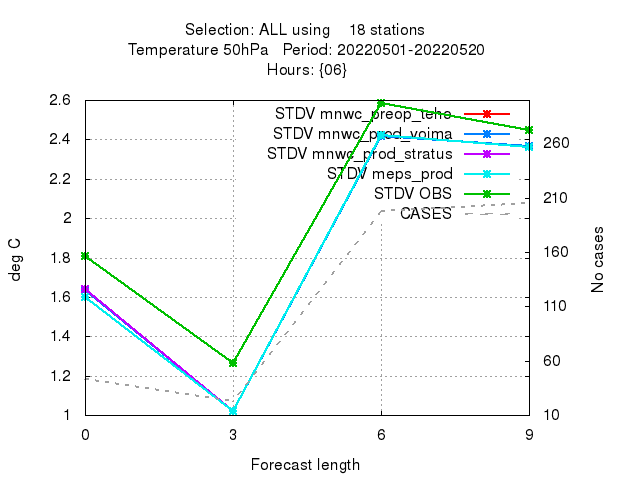 Selection: ALL using 18 stations
Temperature 50hPa Period: 20220501-20220520
Hours: {06}
STDV mnwc_preop_teho
STDV mnwc_prod_voima
STDV mnwc_prod_stratus
STDV meps_prod
STDV OBS
CASES
2.6
2.4
2.2
2
1.8
1.6
1.4
1.2
1
deg C
260
210
160
110
60
10
No cases
0 3 6 9
Forecast length